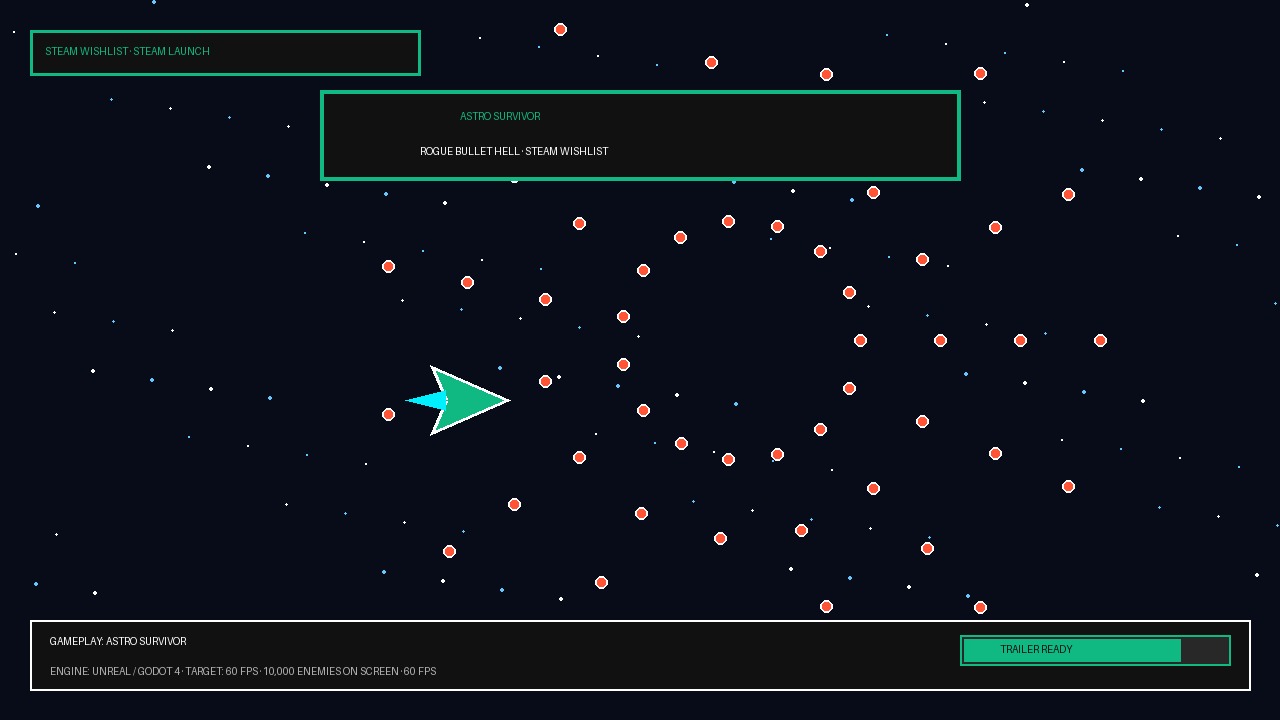 STEAM WISHLIST · STEAM LAUNCH
ASTRO SURVIVOR
ROGUE BULLET HELL · STEAM WISHLIST
GAMEPLAY: ASTRO SURVIVOR
TRAILER READY
ENGINE: UNREAL / GODOT 4 · TARGET: 60 FPS · 10,000 ENEMIES ON SCREEN · 60 FPS